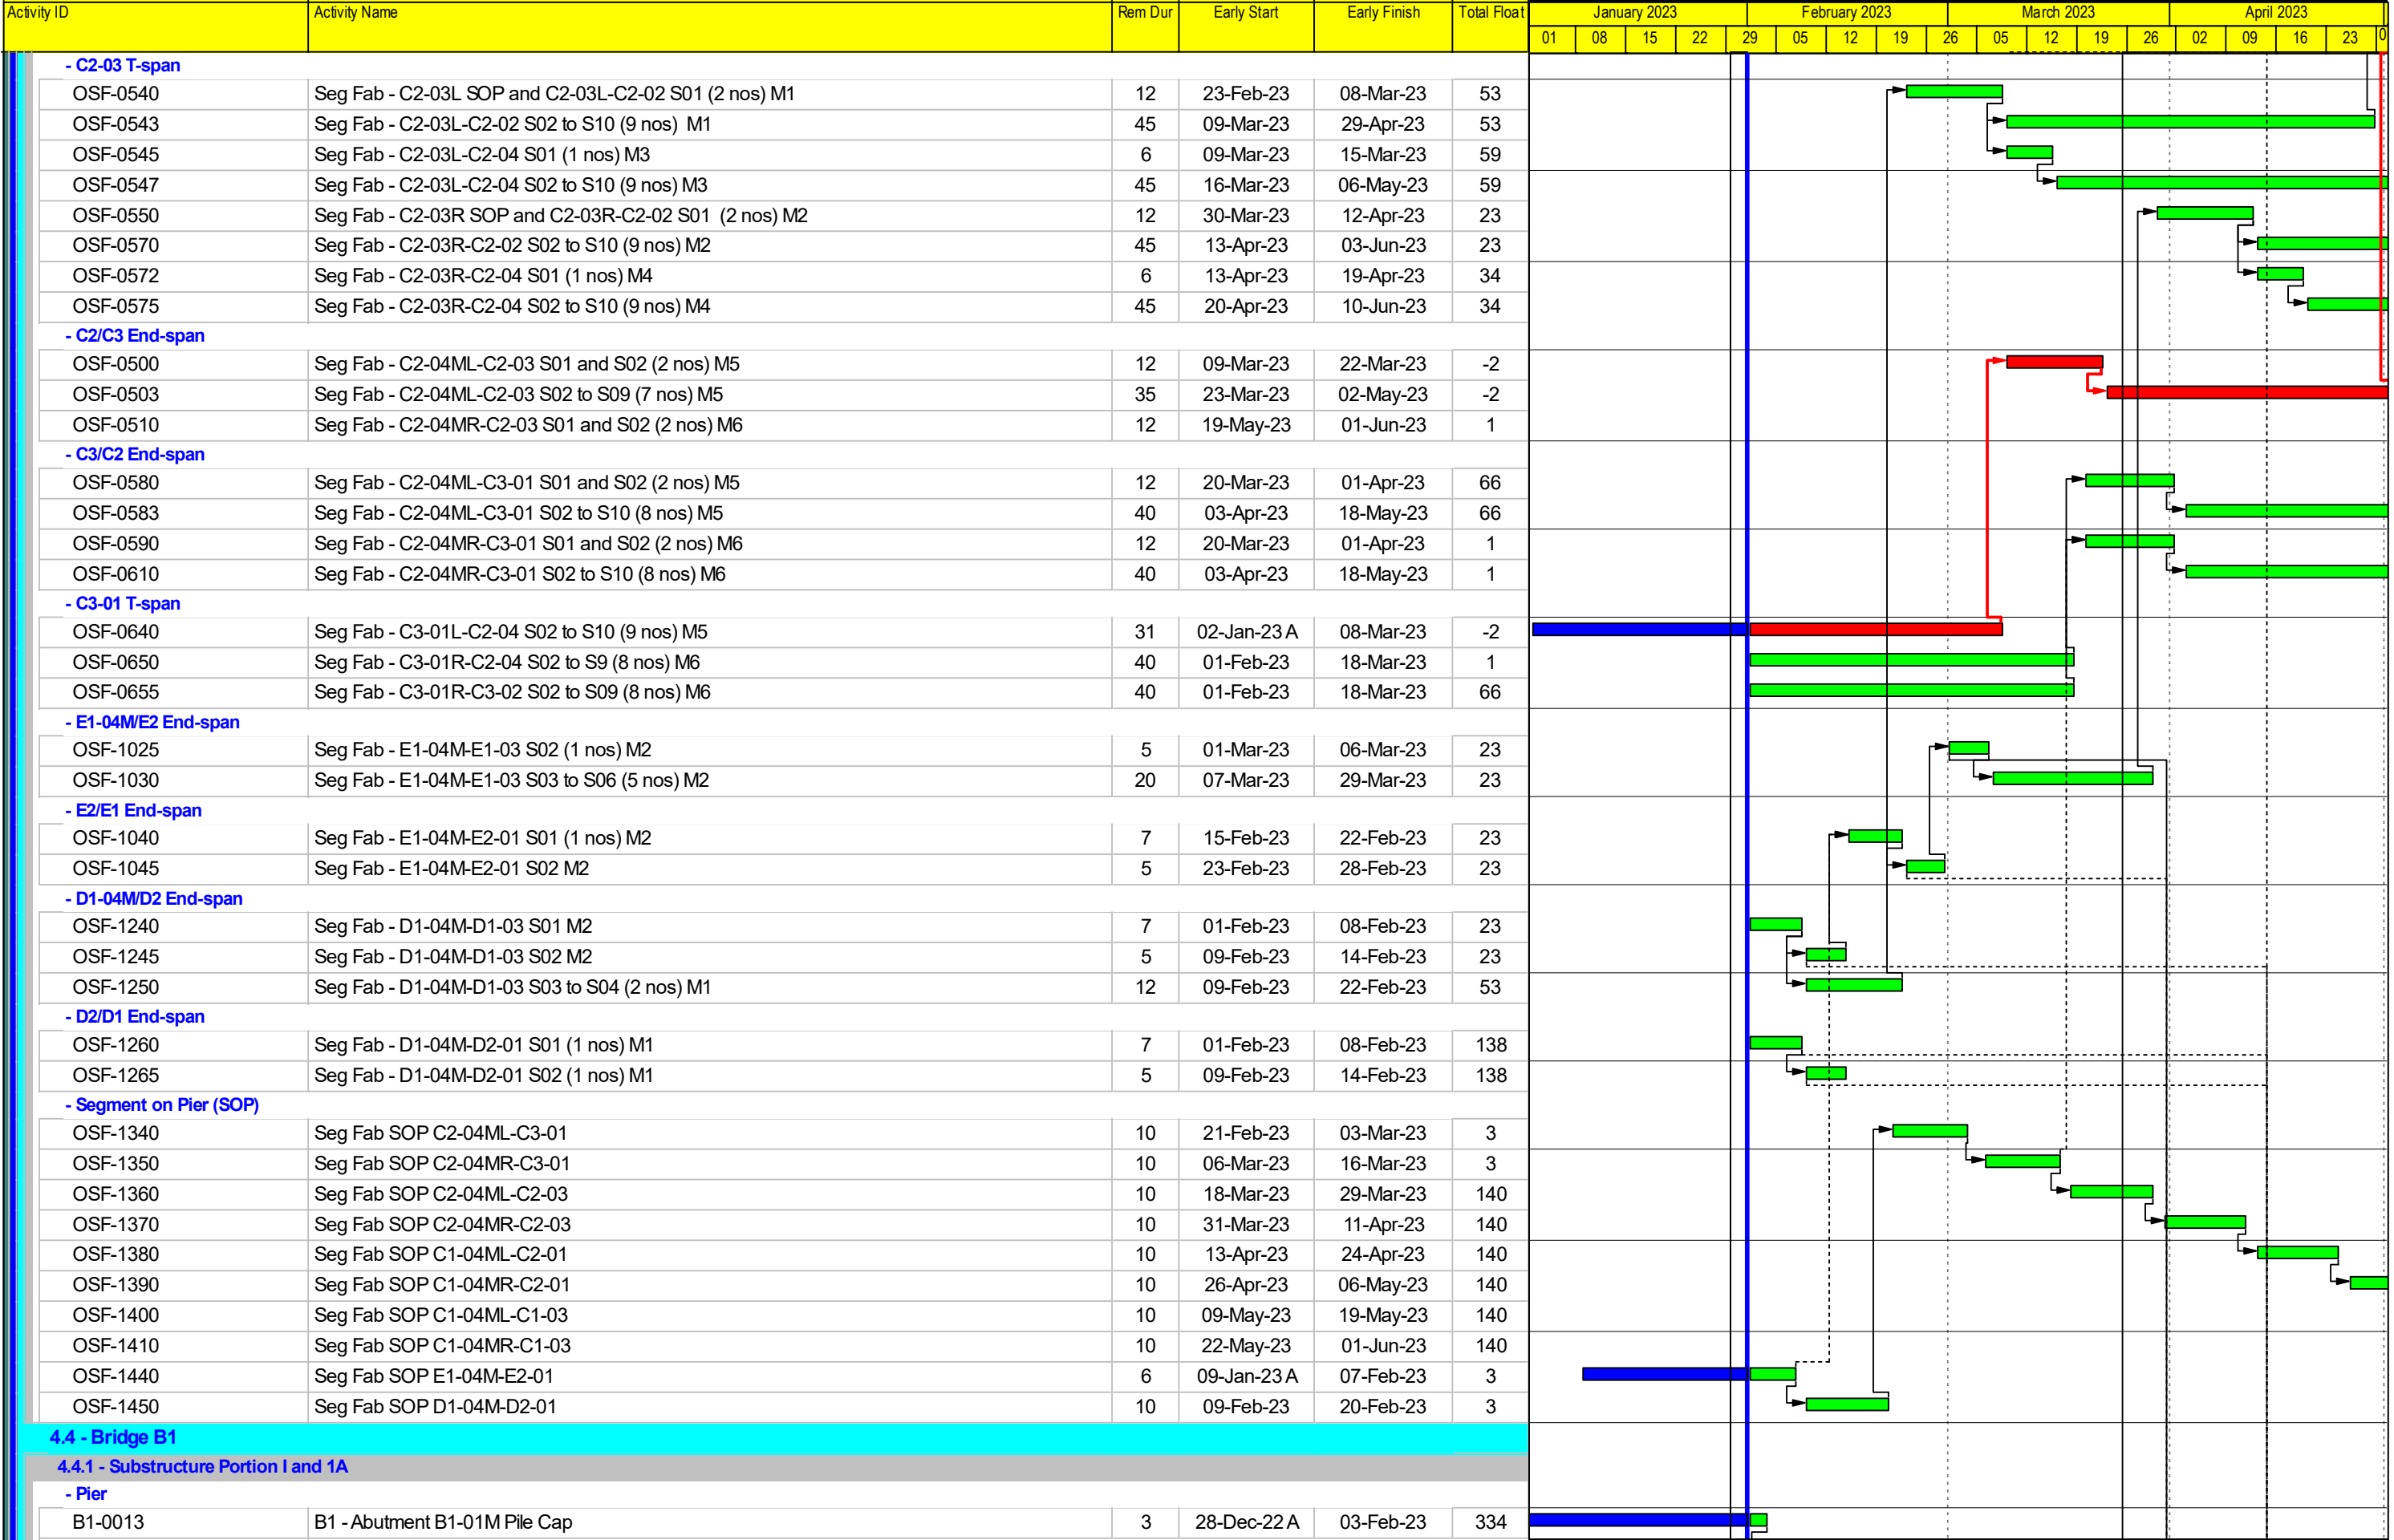 Activity ID Activity Name Rem Dur Early Start Early Finish Total Float January 2023 February 2023 March 2023 April 2023
01 08 15 22 29 05 12 19 26 05 12 19 26 02 09 16 23 0
- C2-03 T-span
OSF-0540 Seg Fab - C2-03L SOP and C2-03L-C2-02 S01 (2 nos) M1 12 23-Feb-23 08-Mar-23 53
OSF-0543 Seg Fab - C2-03L-C2-02 S02 to S10 (9 nos) M1 45 09-Mar-23 29-Apr-23 53
OSF-0545 Seg Fab - C2-03L-C2-04 S01 (1 nos) M3 6 09-Mar-23 15-Mar-23 59
OSF-0547 Seg Fab - C2-03L-C2-04 S02 to S10 (9 nos) M3 45 16-Mar-23 06-May-23 59
OSF-0550 Seg Fab - C2-03R SOP and C2-03R-C2-02 S01 (2 nos) M2 12 30-Mar-23 12-Apr-23 23
OSF-0570 Seg Fab - C2-03R-C2-02 S02 to S10 (9 nos) M2 45 13-Apr-23 03-Jun-23 23
OSF-0572 Seg Fab - C2-03R-C2-04 S01 (1 nos) M4 6 13-Apr-23 19-Apr-23 34
OSF-0575 Seg Fab - C2-03R-C2-04 S02 to S10 (9 nos) M4 45 20-Apr-23 10-Jun-23 34
- C2/C3 End-span
OSF-0500 Seg Fab - C2-04ML-C2-03 S01 and S02 (2 nos) M5 12 09-Mar-23 22-Mar-23 -2
OSF-0503 Seg Fab - C2-04ML-C2-03 S02 to S09 (7 nos) M5 35 23-Mar-23 02-May-23 -2
OSF-0510 Seg Fab - C2-04MR-C2-03 S01 and S02 (2 nos) M6 12 19-May-23 01-Jun-23 1
- C3/C2 End-span
OSF-0580 Seg Fab - C2-04ML-C3-01 S01 and S02 (2 nos) M5 12 20-Mar-23 01-Apr-23 66
OSF-0583 Seg Fab - C2-04ML-C3-01 S02 to S10 (8 nos) M5 40 03-Apr-23 18-May-23 66
OSF-0590 Seg Fab - C2-04MR-C3-01 S01 and S02 (2 nos) M6 12 20-Mar-23 01-Apr-23 1
OSF-0610 Seg Fab - C2-04MR-C3-01 S02 to S10 (8 nos) M6 40 03-Apr-23 18-May-23 1
- C3-01 T-span
OSF-0640 Seg Fab - C3-01L-C2-04 S02 to S10 (9 nos) M5 31 02-Jan-23 A 08-Mar-23 -2
OSF-0650 Seg Fab - C3-01R-C2-04 S02 to S9 (8 nos) M6 40 01-Feb-23 18-Mar-23 1
OSF-0655 Seg Fab - C3-01R-C3-02 S02 to S09 (8 nos) M6 40 01-Feb-23 18-Mar-23 66
- E1-04M/E2 End-span
OSF-1025 Seg Fab - E1-04M-E1-03 S02 (1 nos) M2 5 01-Mar-23 06-Mar-23 23
OSF-1030 Seg Fab - E1-04M-E1-03 S03 to S06 (5 nos) M2 20 07-Mar-23 29-Mar-23 23
- E2/E1 End-span
OSF-1040 Seg Fab - E1-04M-E2-01 S01 (1 nos) M2 7 15-Feb-23 22-Feb-23 23
OSF-1045 Seg Fab - E1-04M-E2-01 S02 M2 5 23-Feb-23 28-Feb-23 23
- D1-04M/D2 End-span
OSF-1240 Seg Fab - D1-04M-D1-03 S01 M2 7 01-Feb-23 08-Feb-23 23
OSF-1245 Seg Fab - D1-04M-D1-03 S02 M2 5 09-Feb-23 14-Feb-23 23
OSF-1250 Seg Fab - D1-04M-D1-03 S03 to S04 (2 nos) M1 12 09-Feb-23 22-Feb-23 53
- D2/D1 End-span
OSF-1260 Seg Fab - D1-04M-D2-01 S01 (1 nos) M1 7 01-Feb-23 08-Feb-23 138
OSF-1265 Seg Fab - D1-04M-D2-01 S02 (1 nos) M1 5 09-Feb-23 14-Feb-23 138
- Segment on Pier (SOP)
OSF-1340 Seg Fab SOP C2-04ML-C3-01 10 21-Feb-23 03-Mar-23 3
OSF-1350 Seg Fab SOP C2-04MR-C3-01 10 06-Mar-23 16-Mar-23 3
OSF-1360 Seg Fab SOP C2-04ML-C2-03 10 18-Mar-23 29-Mar-23 140
OSF-1370 Seg Fab SOP C2-04MR-C2-03 10 31-Mar-23 11-Apr-23 140
OSF-1380 Seg Fab SOP C1-04ML-C2-01 10 13-Apr-23 24-Apr-23 140
OSF-1390 Seg Fab SOP C1-04MR-C2-01 10 26-Apr-23 06-May-23 140
OSF-1400 Seg Fab SOP C1-04ML-C1-03 10 09-May-23 19-May-23 140
OSF-1410 Seg Fab SOP C1-04MR-C1-03 10 22-May-23 01-Jun-23 140
OSF-1440 Seg Fab SOP E1-04M-E2-01 6 09-Jan-23 A 07-Feb-23 3
OSF-1450 Seg Fab SOP D1-04M-D2-01 10 09-Feb-23 20-Feb-23 3
4.4 - Bridge B1
4.4.1 - Substructure Portion I and 1A
- Pier
B1-0013 B1 - Abutment B1-01M Pile Cap 3 28-Dec-22 A 03-Feb-23 334